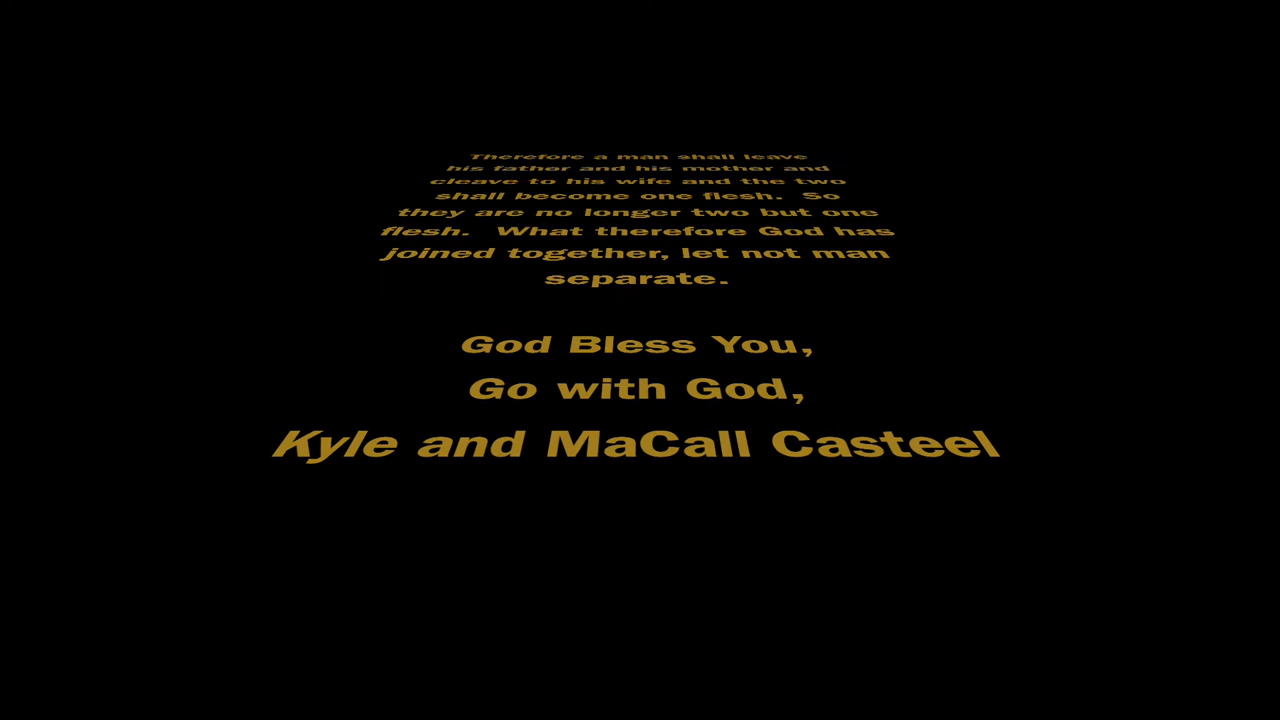 Therefore a man shall leave
his father and his mother and
cleave to his wife and the two
shall become one flesh.  So
they are no longer two but one
flesh.  What therefore God has
joined together, let not man
separate.
God Bless You,
Go with God,
Kyle and MaCall Casteel